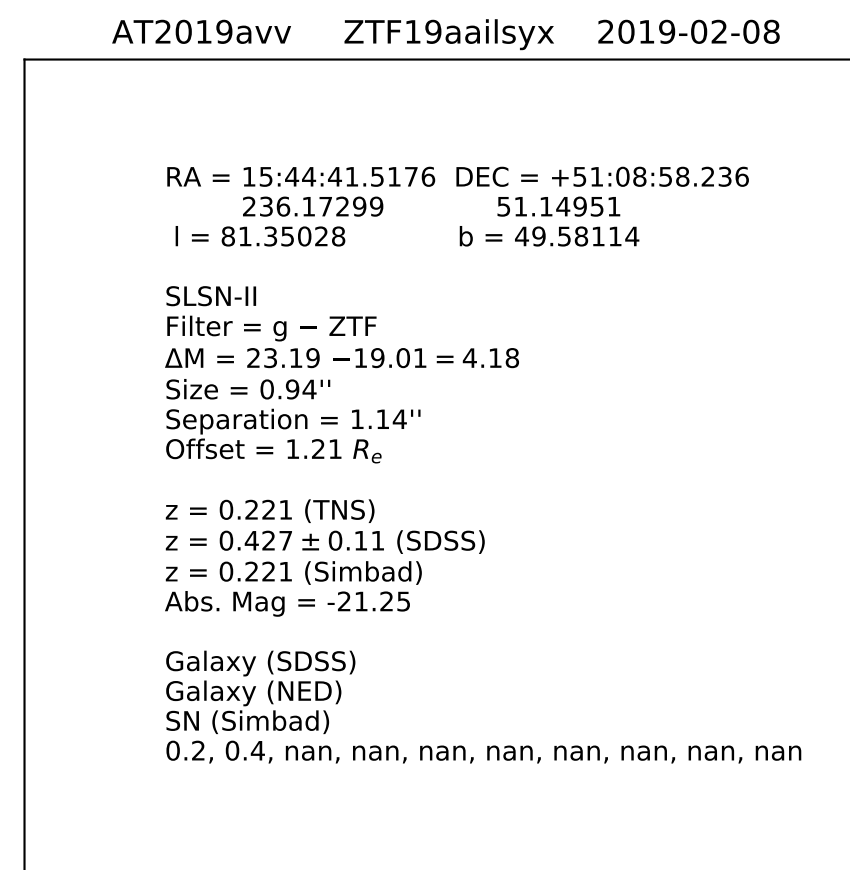 AT2019avv ZTF19aailsyx 2019-02-08
RA = 15:44:41.5176 DEC = +51:08:58.236
236.17299 51.14951
l = 81.35028 b = 49.58114
SLSN-II
Filter = g − ZTF
ΔM = 23.19 −19.01 = 4.18
Size = 0.94''
Separation = 1.14''
Offset = 1.21 Rₑ
z = 0.221 (TNS)
z = 0.427 ± 0.11 (SDSS)
z = 0.221 (Simbad)
Abs. Mag = -21.25
Galaxy (SDSS)
Galaxy (NED)
SN (Simbad)
0.2, 0.4, nan, nan, nan, nan, nan, nan, nan, nan